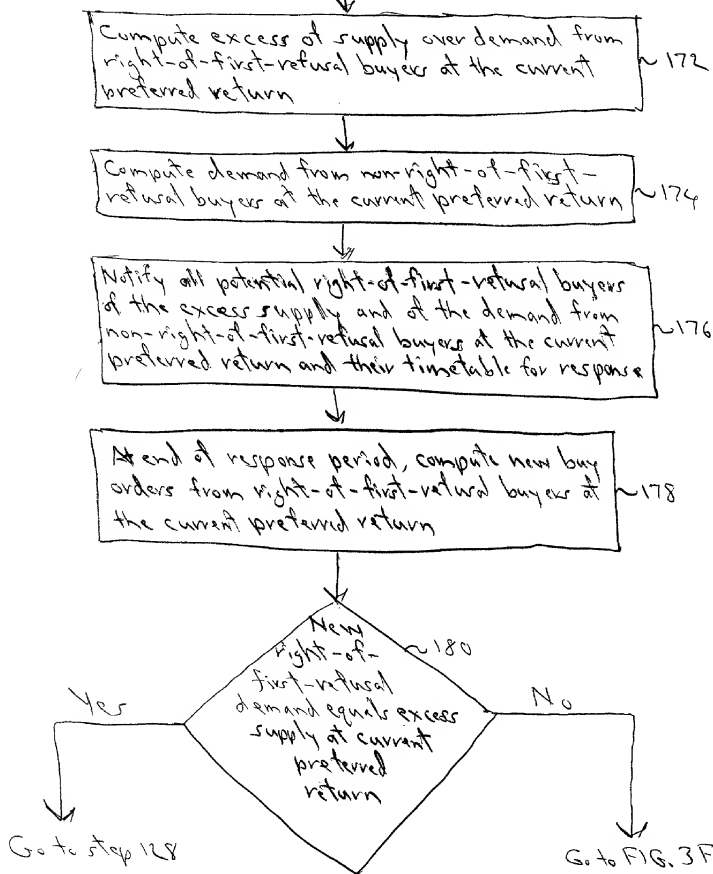 Compute excess of supply over demand from
right-of-first-refusal buyers at the current
preferred return
172
Compute demand from non-right-of-first-
refusal buyers at the current preferred return
174
Notify all potential right-of-first-refusal buyers
of the excess supply and of the demand from
non-right-of-first-refusal buyers at the current
preferred return and their timetable for response
176
At end of response period, compute new buy
orders from right-of-first-refusal buyers at
the current preferred return
178
New
right-of-
first-refusal
demand equals excess
supply at current
preferred
return
180
Yes
No
Go to step 128
Go to FIG. 3F